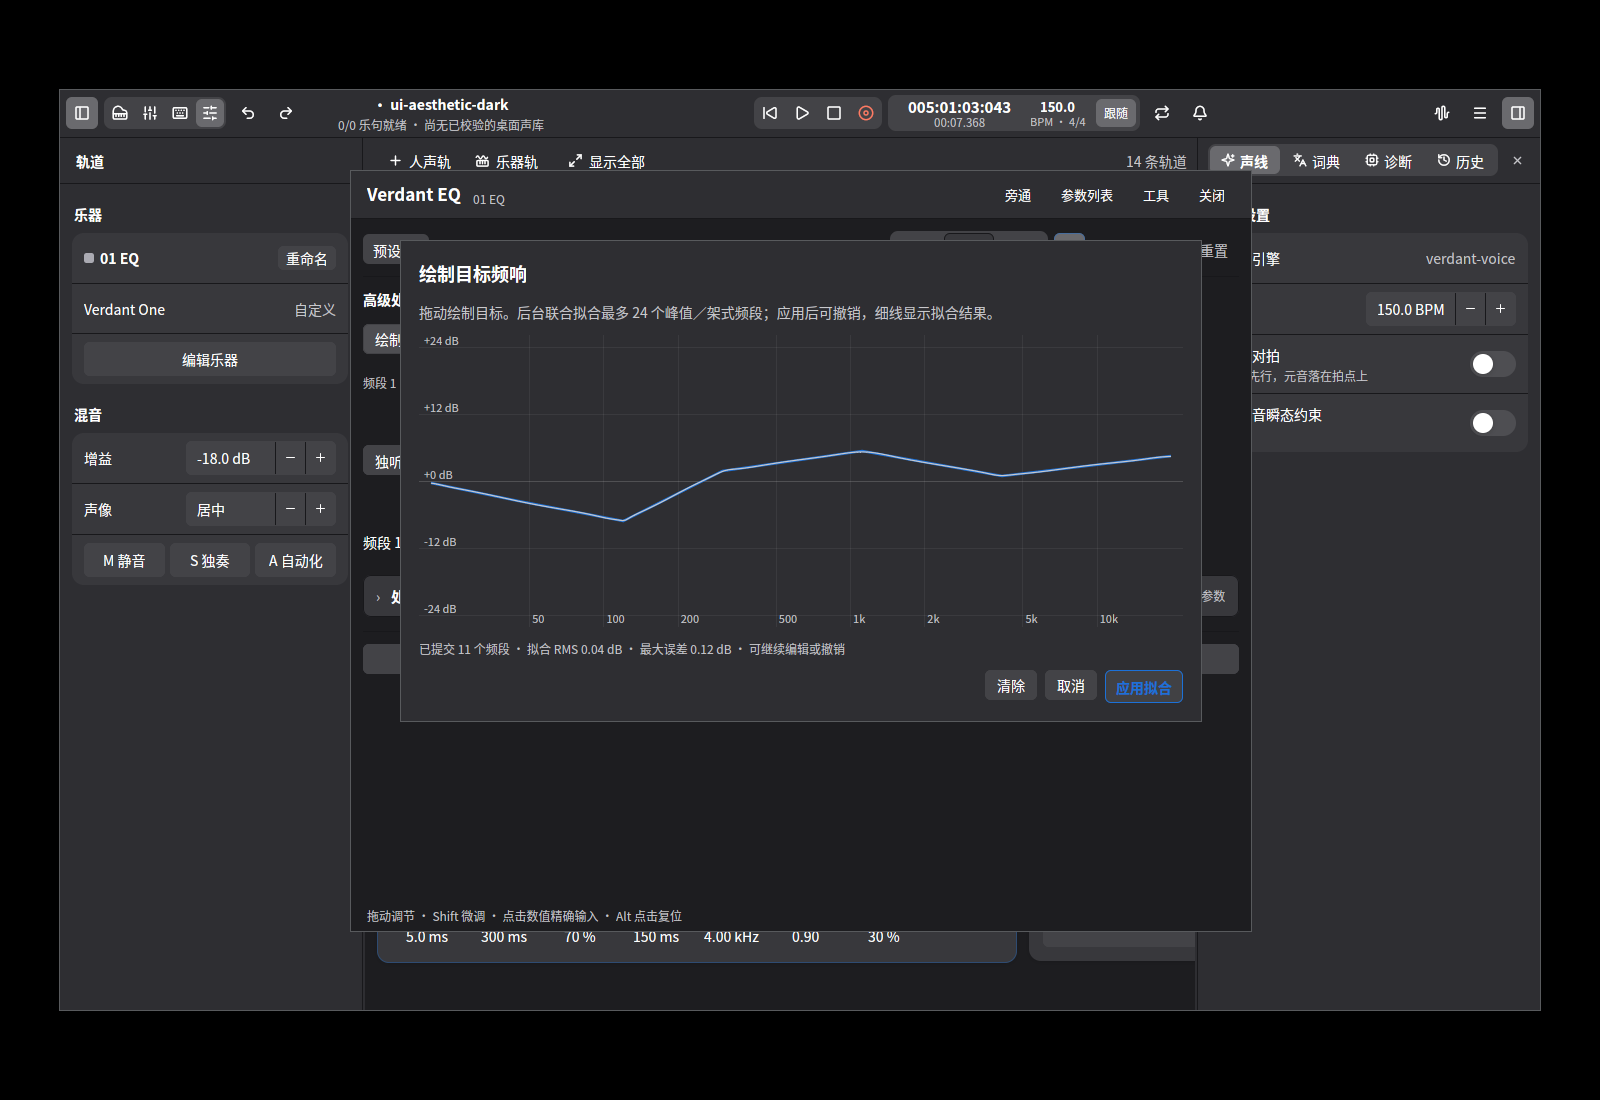 • ui-aesthetic-dark
0/0 乐句就绪 • 尚无已校验的桌面声库
005:01:03:043
00:07.368
150.0
BPM • 4/4
跟随
轨道
人声轨
乐器轨
显示全部
14 条轨道
声线
词典
诊断
历史
乐器
01 EQ
重命名
Verdant One
自定义
编辑乐器
混音
增益
-18.0 dB
声像
居中
M 静音
S 独奏
A 自动化
Verdant EQ
01 EQ
旁通
参数列表
工具
关闭
预设
重置
高级处
绘制
频段 1
独听
频段 1
参数
绘制目标频响
拖动绘制目标。后台联合拟合最多 24 个峰值／架式频段；应用后可撤销，细线显示拟合结果。
+24 dB
+12 dB
+0 dB
-12 dB
-24 dB
50
100
200
500
1k
2k
5k
10k
已提交 11 个频段 • 拟合 RMS 0.04 dB • 最大误差 0.12 dB • 可继续编辑或撤销
清除
取消
应用拟合
拖动调节 • Shift 微调 • 点击数值精确输入 • Alt 点击复位
5.0 ms
300 ms
70 %
150 ms
4.00 kHz
0.90
30 %
置
引擎
verdant-voice
150.0 BPM
对拍
先行，元音落在拍点上
音瞬态约束